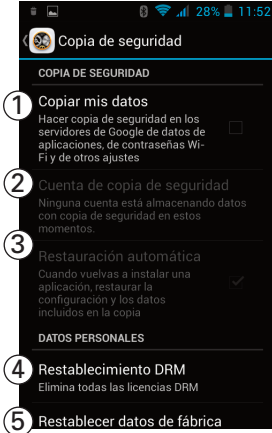 28% 11:52
Copia de seguridad
COPIA DE SEGURIDAD
1 Copiar mis datos
Hacer copia de seguridad en los
servidores de Google de datos de
aplicaciones, de contraseñas Wi-
Fi y de otros ajustes
2 Cuenta de copia de seguridad
Ninguna cuenta está almacenando datos
con copia de seguridad en estos
momentos.
3 Restauración automática
Cuando vuelvas a instalar una
aplicación, restaurar la
configuración y los datos
incluidos en la copia
DATOS PERSONALES
4 Restablecimiento DRM
Elimina todas las licencias DRM
5 Restablecer datos de fábrica